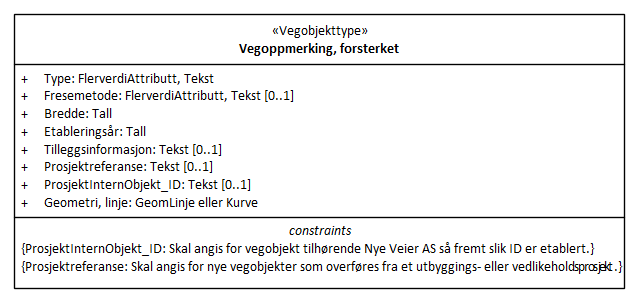 «Vegobjekttype»
Vegoppmerking, forsterket
+ Type: FlerverdiAttributt, Tekst
+ Fresemetode: FlerverdiAttributt, Tekst [0..1]
+ Bredde: Tall
+ Etableringsår: Tall
+ Tilleggsinformasjon: Tekst [0..1]
+ Prosjektreferanse: Tekst [0..1]
+ ProsjektInternObjekt_ID: Tekst [0..1]
+ Geometri, linje: GeomLinje eller Kurve
constraints
{ProsjektInternObjekt_ID: Skal angis for vegobjekt tilhørende Nye Veier AS så fremt slik ID er etablert.}
{Prosjektreferanse: Skal angis for nye vegobjekter som overføres fra et utbyggings- eller